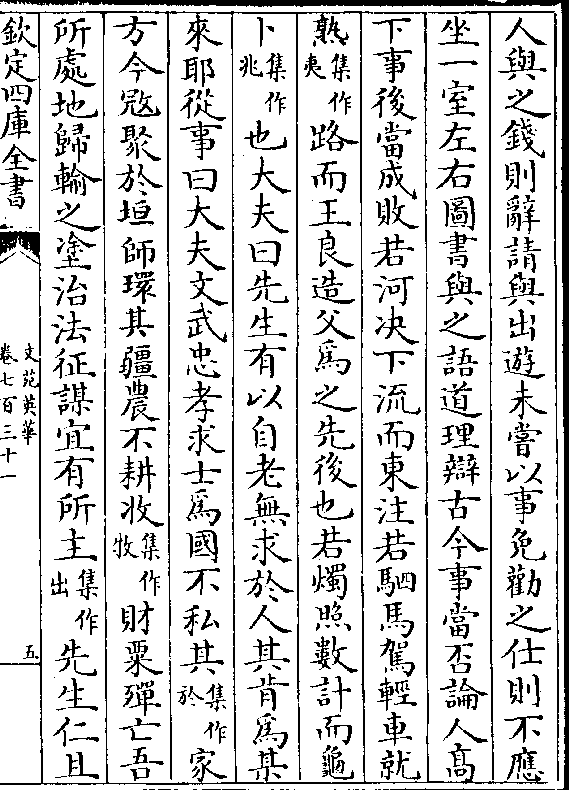 人與之錢則辭請與出遊未嘗以事免勸之仕則不應
坐一室左右圖書與之語道理辯古今事當否論人髙
下事後當成敗若河决下流而東注若駟馬駕輕車就
熟集作夷路而王良造父爲之先後也若燭照數計而龜
卜集作兆也大夫曰先生有以自老無求於人其肯爲某
來耶從事曰大夫文武忠孝求士爲國不私其集作於家
方今寇聚於垣師環其疆農不耕收集作牧財粟殫亡吾
所處地歸輸之塗治法征謀宜有所主集作出先生仁且
欽定四庫全書
文苑英華
卷七百三十一
五